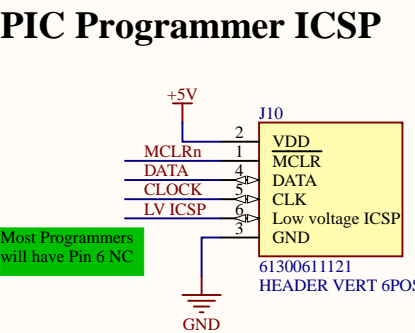 PIC Programmer ICSP
+5V
J10
2 VDD
MCLRn 1 MCLR
DATA 4 DATA
CLOCK 5 CLK
LV ICSP 6 Low voltage ICSP
3 GND
Most Programmers
will have Pin 6 NC
61300611121
HEADER VERT 6POS
GND